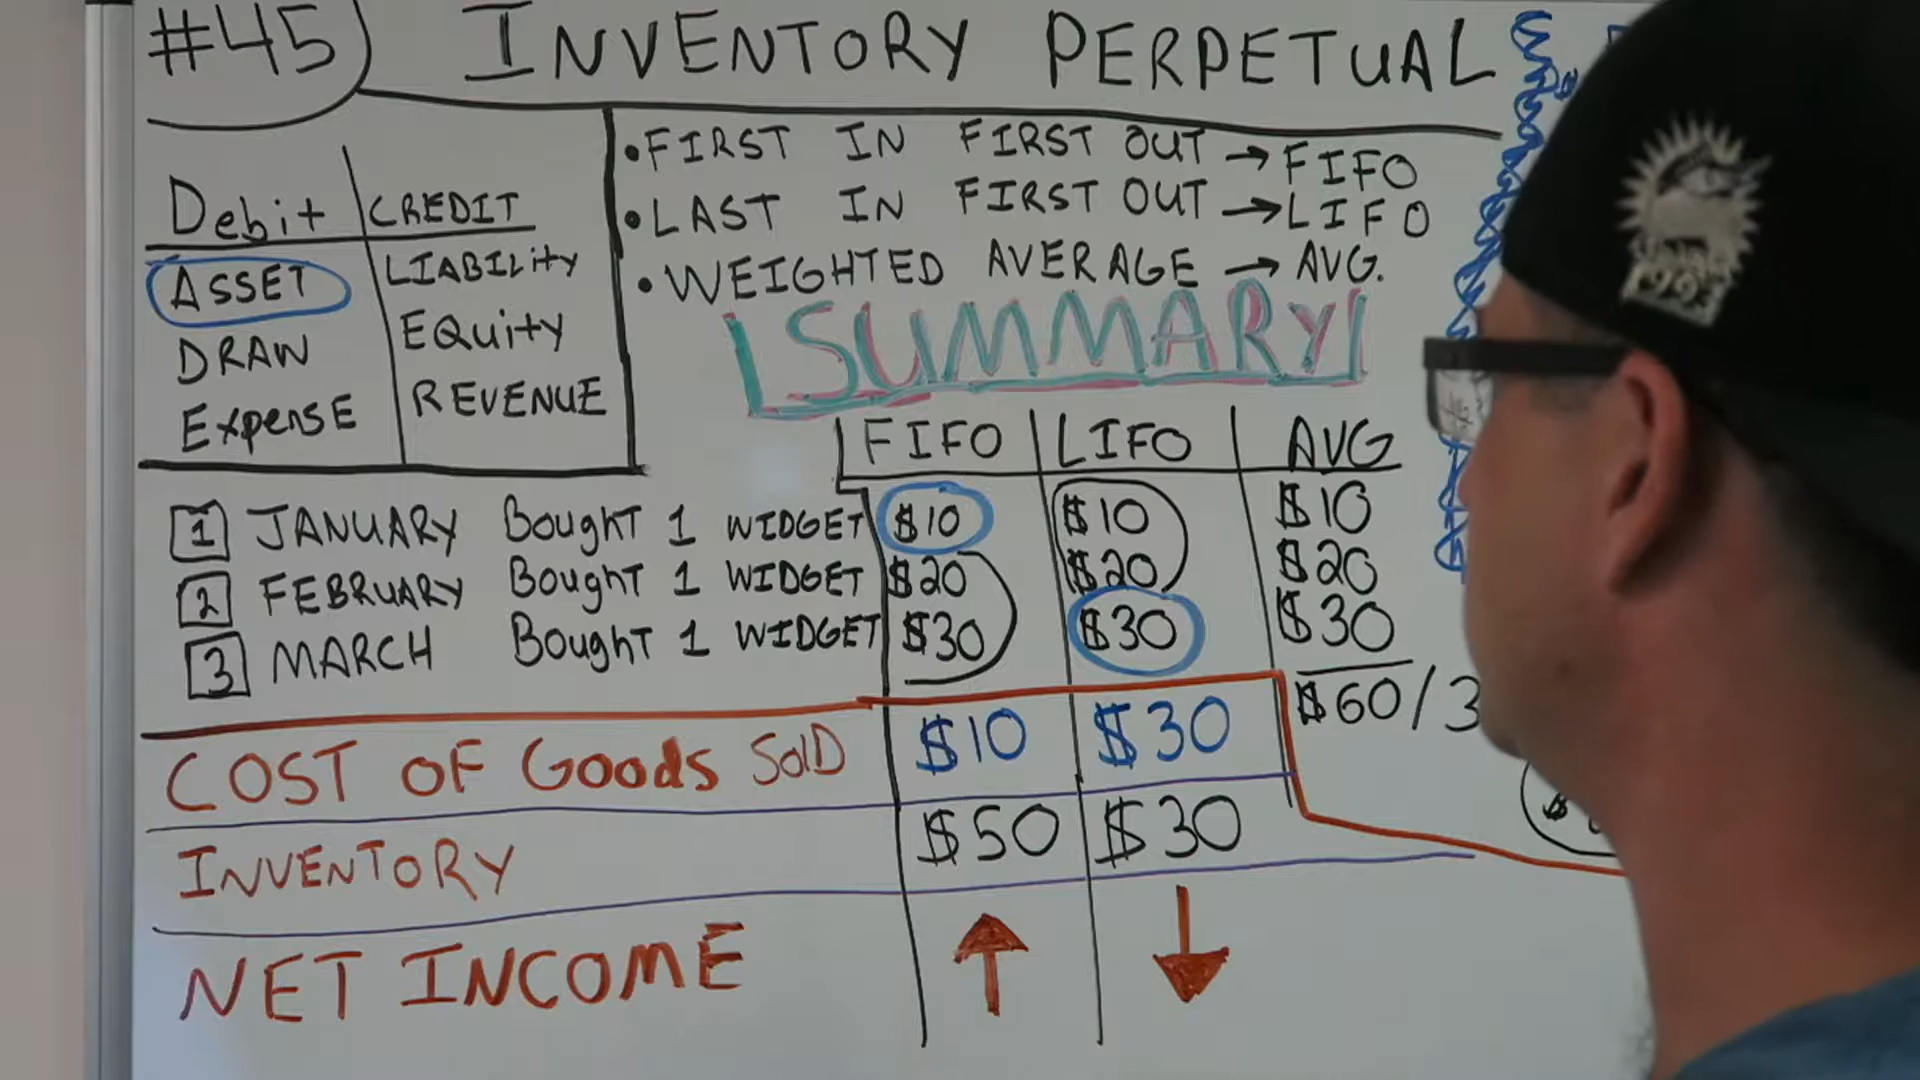 #45 INVENTORY PERPETUAL
Debit CREDIT
ASSET LIABILITY
DRAW EQUITY
EXPENSE REVENUE
•FIRST IN FIRST OUT → FIFO
•LAST IN FIRST OUT → LIFO
•WEIGHTED AVERAGE → AVG.
SUMMARY
FIFO LIFO AVG
1 JANUARY Bought 1 WIDGET $10 $10 $10
2 FEBRUARY Bought 1 WIDGET $20 $20 $20
3 MARCH Bought 1 WIDGET $30 $30 $30
$60/3
COST OF Goods SolD $10 $30
INVENTORY $50 $30
$
NET INCOME
1993